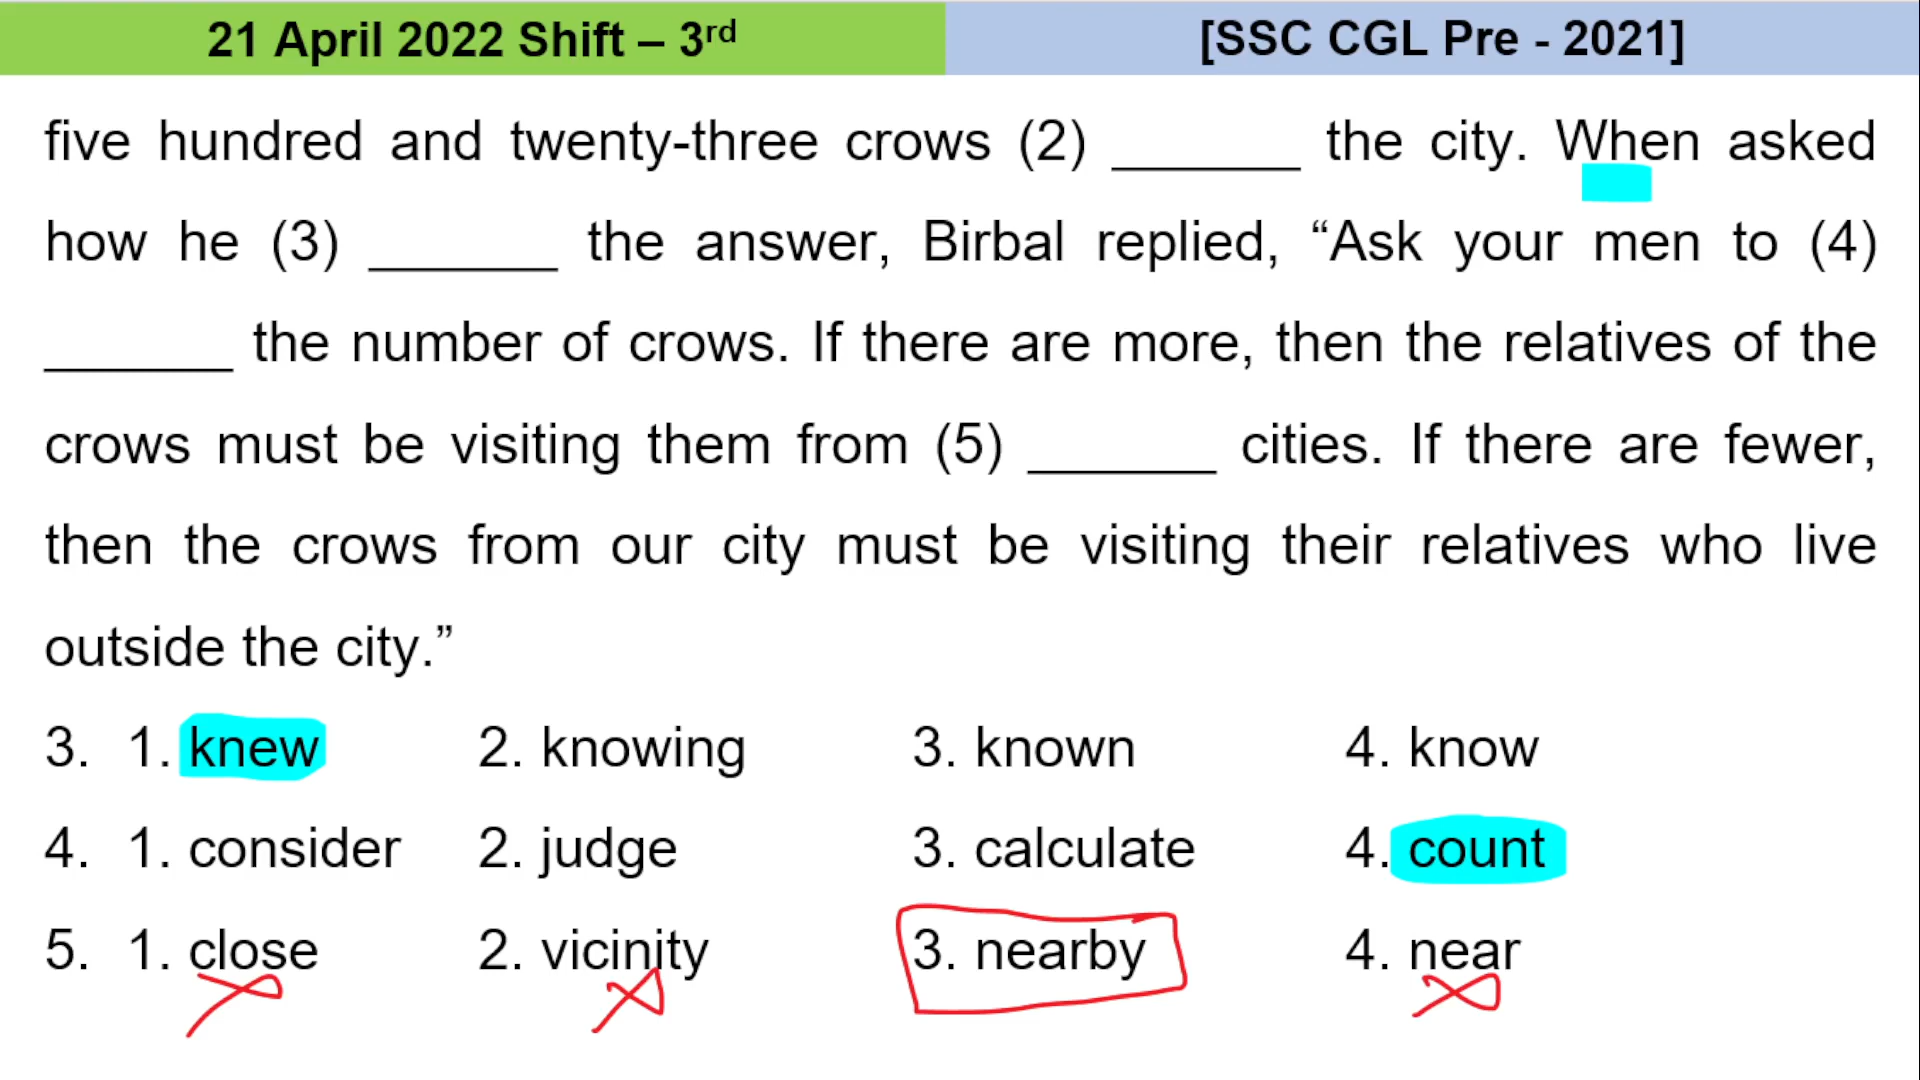 21 April 2022 Shift – 3rd
[SSC CGL Pre - 2021]
five hundred and twenty-three crows (2) ______ the city. When asked
how he (3) ______ the answer, Birbal replied, “Ask your men to (4)
______ the number of crows. If there are more, then the relatives of the
crows must be visiting them from (5) ______ cities. If there are fewer,
then the crows from our city must be visiting their relatives who live
outside the city.”
3. 1. knew 2. knowing 3. known 4. know
4. 1. consider 2. judge 3. calculate 4. count
5. 1. close 2. vicinity 3. nearby 4. near